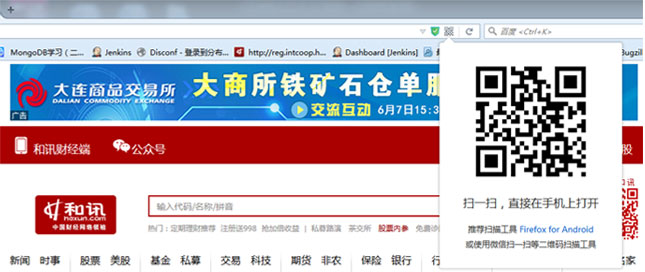 百度 <Ctrl+K>
MongoDB学习（二...
Jenkins
Disconf - 登录到分布...
http://reg.intcoop.h...
Dashboard [Jenkins]
Bugzil
大连商品交易所
DALIAN COMMODITY EXCHANGE
大商所铁矿石仓单服
交流互动 6月7日15:3
广告
和讯财经端
公众号
股
和讯
hexun.com
中国财经网络领袖
输入代码/名称/拼音
热门：定期理财推荐 注册送998 抢加倍收益 | 私募路演 茶交所 股票内参 免费诊
和讯
扫一扫，直接在手机上打开
推荐扫描工具 Firefox for Android
或使用微信扫一扫等二维码扫描工具
新闻 时事 股票 美股 基金 私募 交易 科技 期货 非农 保险 银行 名家